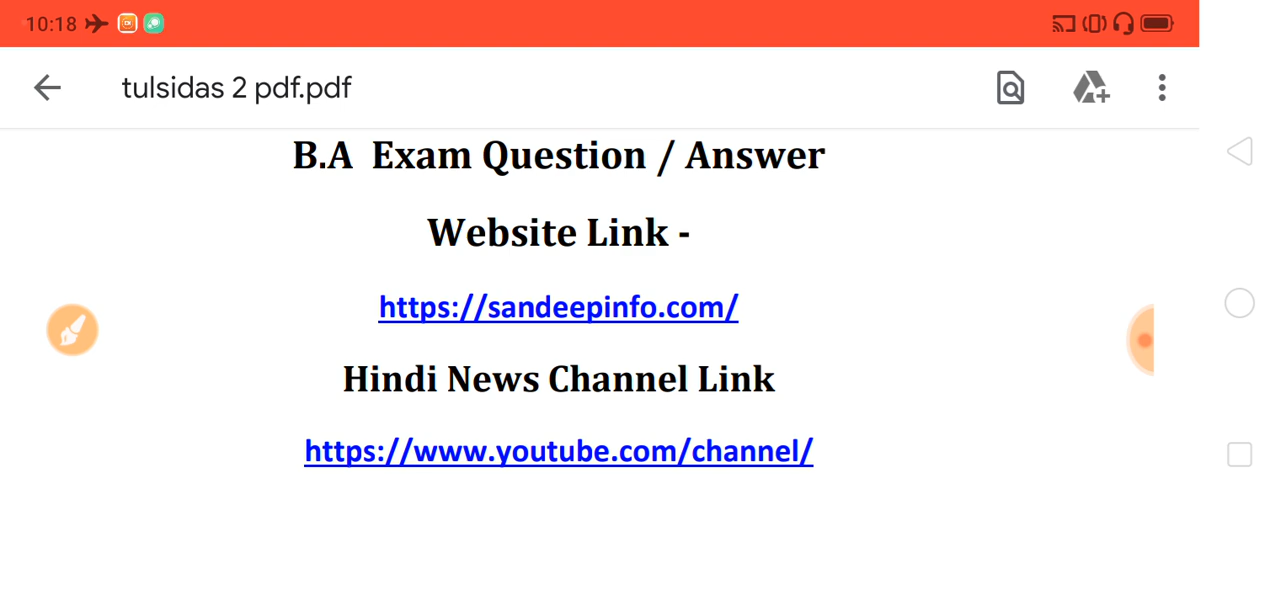 10:18
tulsidas 2 pdf.pdf
B.A Exam Question / Answer
Website Link -
https://sandeepinfo.com/
Hindi News Channel Link
https://www.youtube.com/channel/